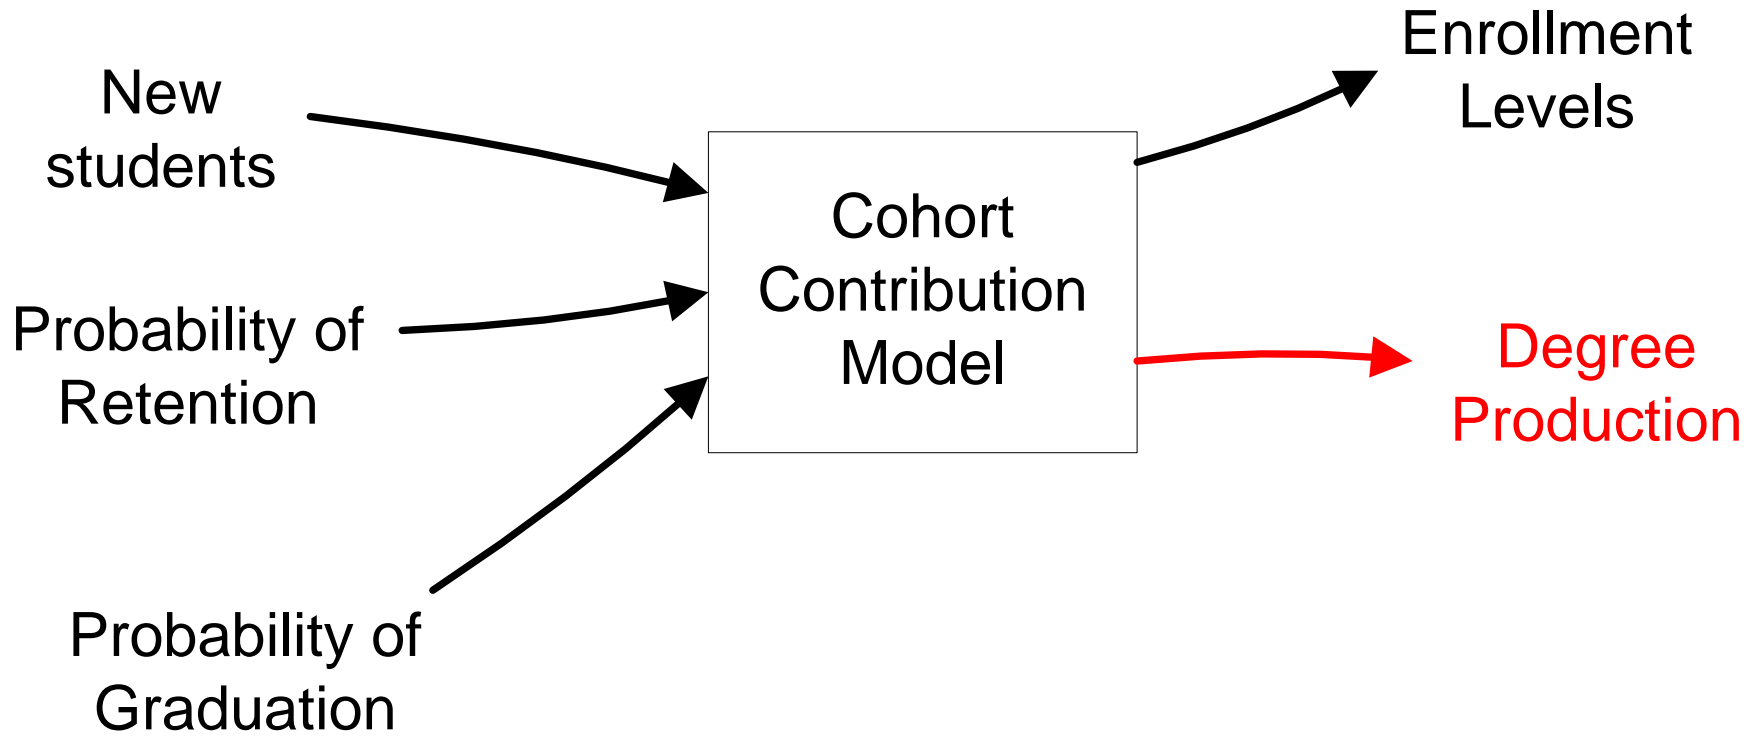 New
students
Probability of
Retention
Probability of
Graduation
Cohort
Contribution
Model
Enrollment
Levels
Degree
Production